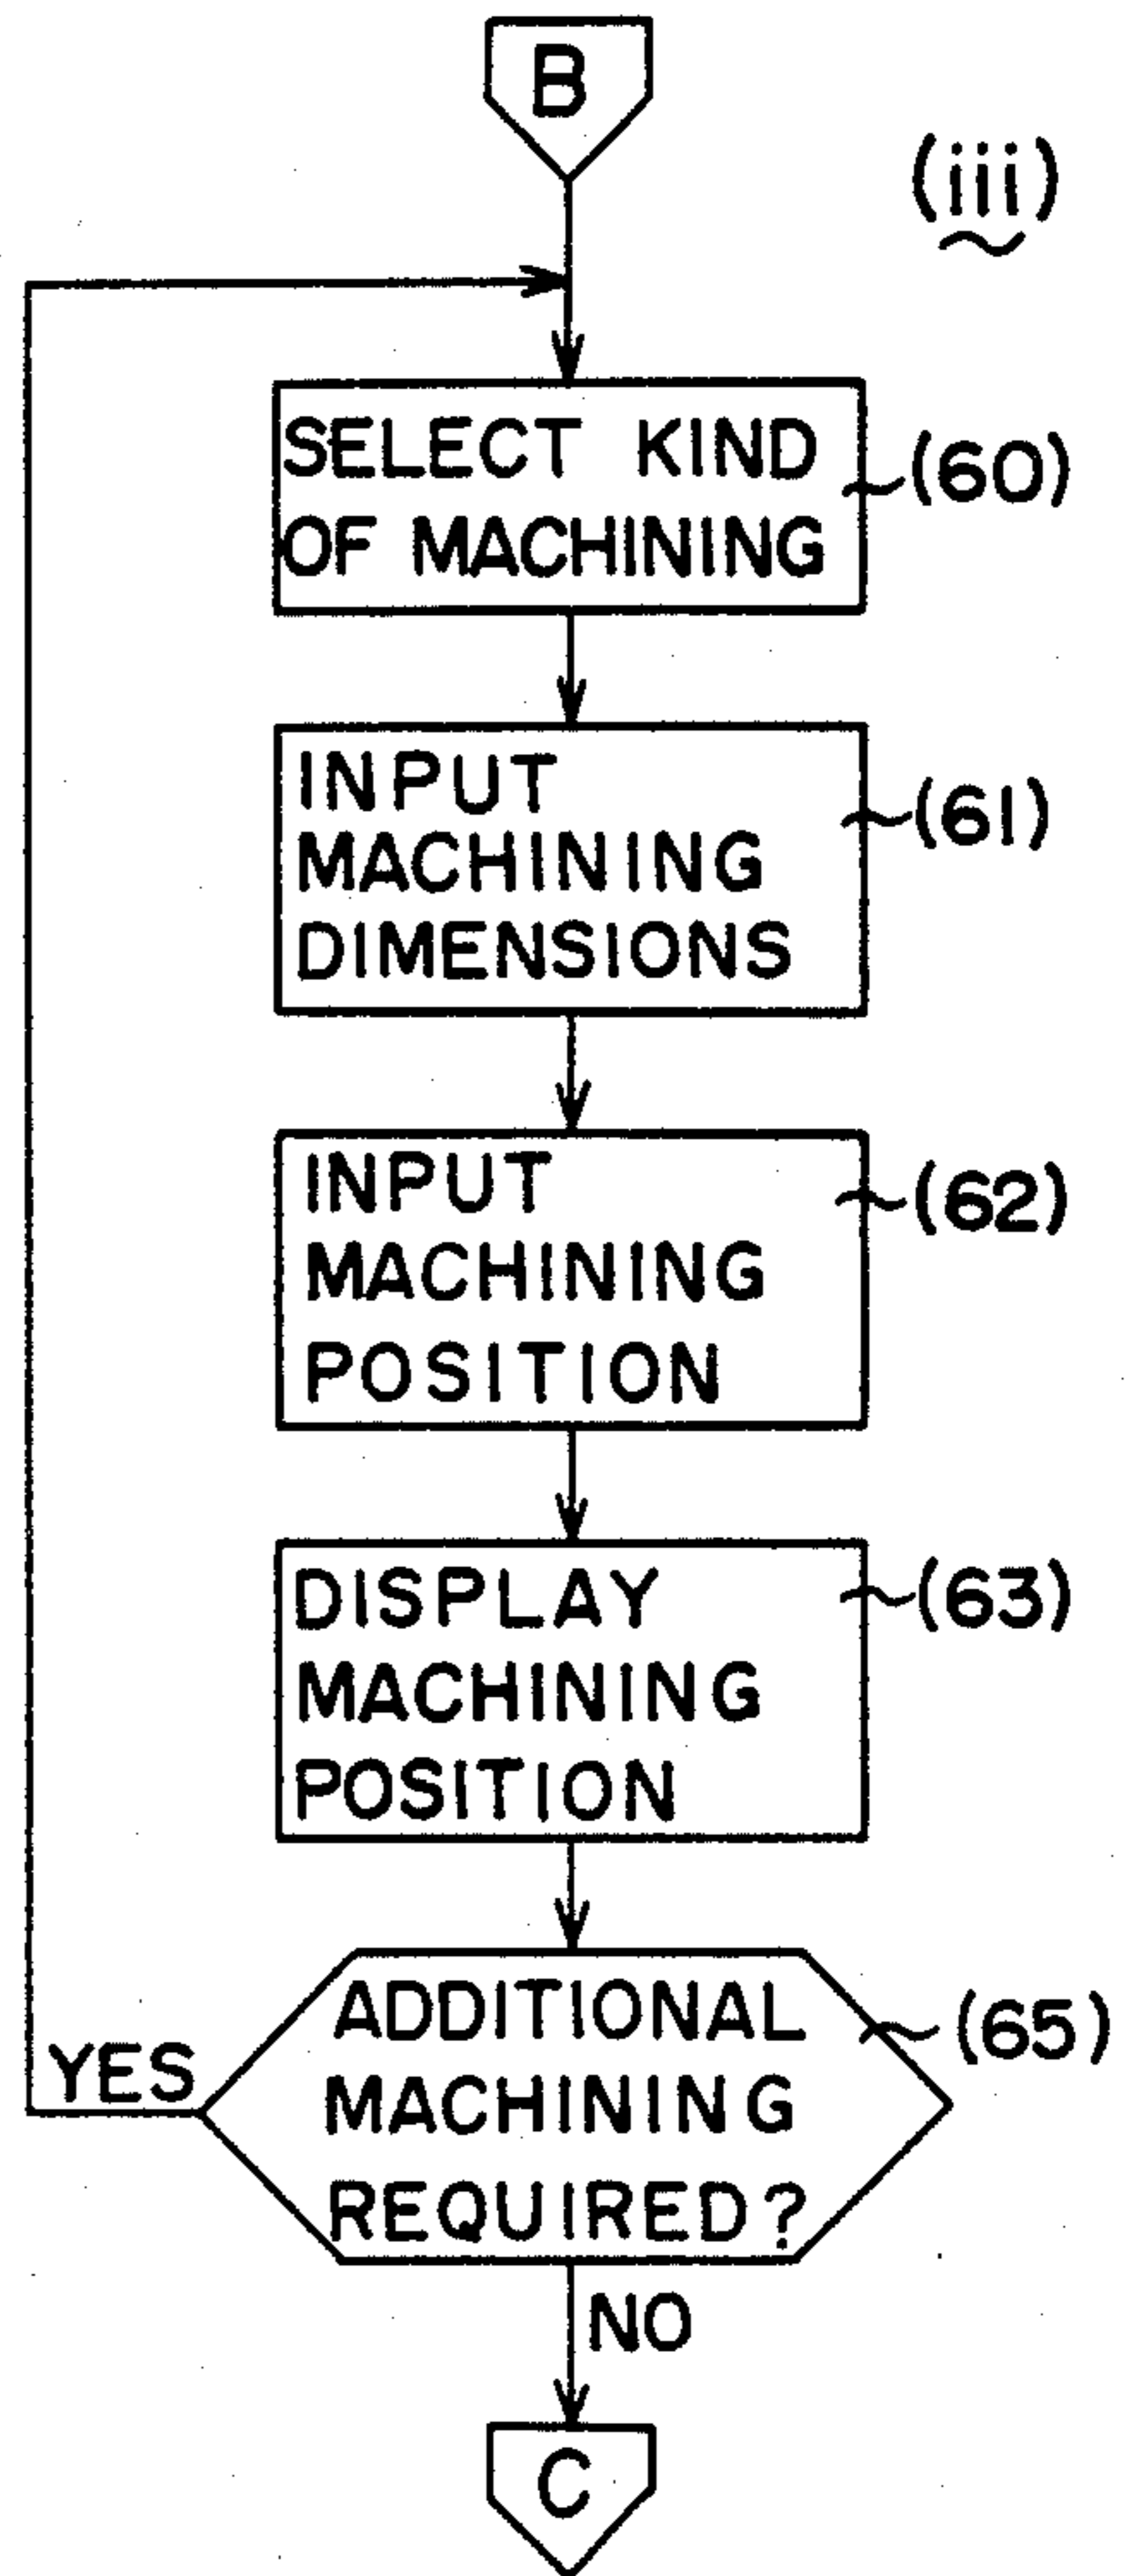 B
(iii)
SELECT KIND
OF MACHINING
(60)
INPUT
MACHINING
DIMENSIONS
(61)
INPUT
MACHINING
POSITION
(62)
DISPLAY
MACHINING
POSITION
(63)
ADDITIONAL
MACHINING
REQUIRED?
(65)
YES
NO
C